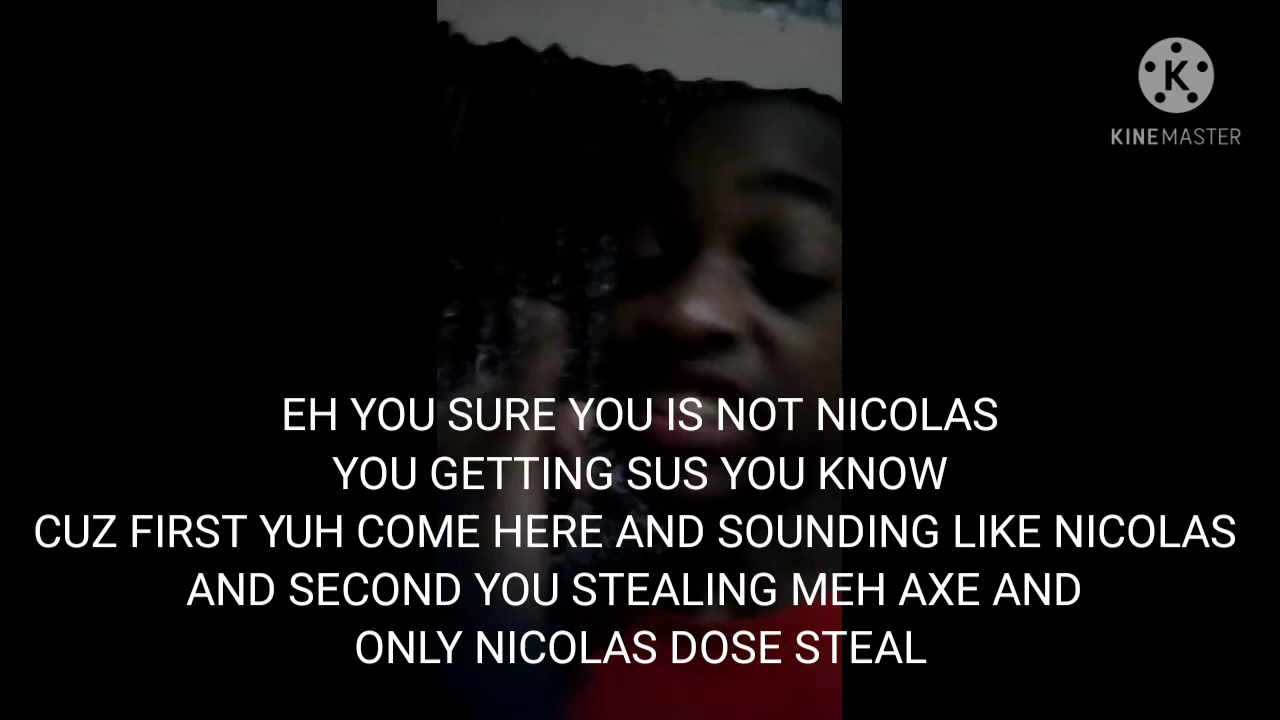 KINEMASTER
EH YOU SURE YOU IS NOT NICOLAS
YOU GETTING SUS YOU KNOW
CUZ FIRST YUH COME HERE AND SOUNDING LIKE NICOLAS
AND SECOND YOU STEALING MEH AXE AND
ONLY NICOLAS DOSE STEAL